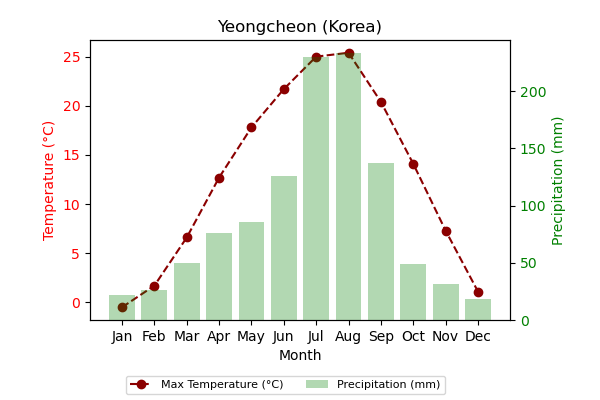 Yeongcheon (Korea)
Temperature (°C)
25
20
15
10
5
0
200
150
100
50
0
Precipitation (mm)
Jan Feb Mar Apr May Jun Jul Aug Sep Oct Nov Dec
Month
Max Temperature (°C) Precipitation (mm)